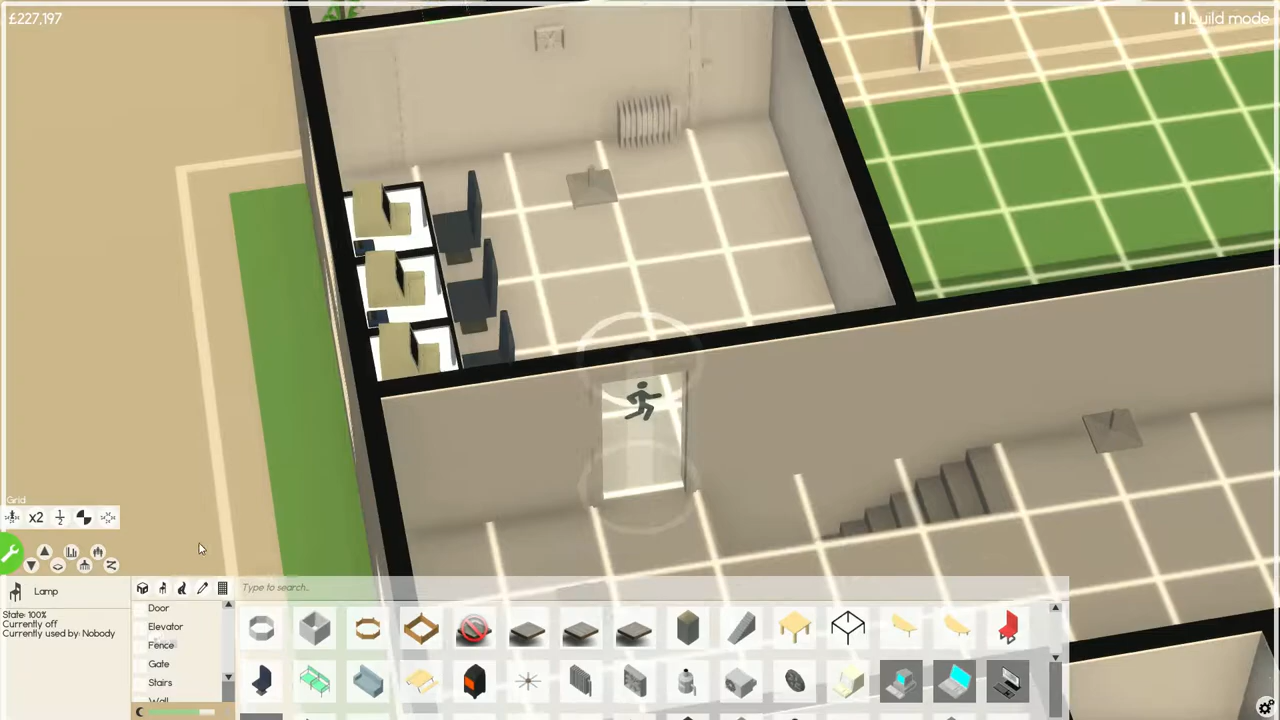 £227,197
Build mode
Grid
x2
Lamp
State: 100%
Currently off
Currently used by: Nobody
Type to search..
Door
Elevator
Fence
Gate
Stairs